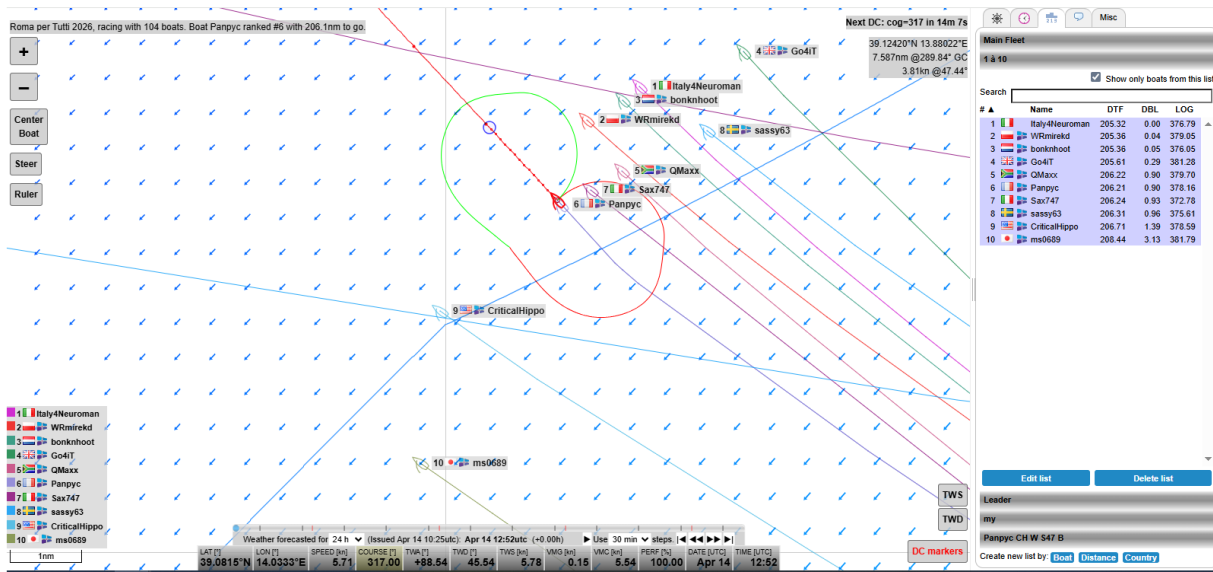 Roma per Tutti 2026, racing with 104 boats. Boat Panpyc ranked #6 with 206.1nm to go.
Next DC: cog=317 in 14m 7s
39.12420°N 13.88022°E
7.587nm @289.84° GC
3.81kn @47.44°
+
−
Center
Boat
Steer
Ruler
4 Go4iT
1 Italy4Neuroman
3 bonknhoot
2 WRmirekd
8 sassy63
5 QMaxx
7 Sax747
6 Panpyc
9 CriticalHippo
10 ms0689
1 Italy4Neuroman
2 WRmirekd
3 bonknhoot
4 Go4iT
5 QMaxx
6 Panpyc
7 Sax747
8 sassy63
9 CriticalHippo
10 ms0689
1nm
TWS
TWD
DC markers
Weather forecasted for 24 h (Issued Apr 14 10:25utc): Apr 14 12:52utc (+0.00h) Use 30 min steps.
LAT [°] LON [°] SPEED [kn] COURSE [°] TWA [°] TWD [°] TWS [kn] VMG [kn] VMC [kn] PERF [%] DATE [UTC] TIME [UTC]
39.0815°N 14.0333°E 5.71 317.00 +88.54 45.54 5.78 0.15 5.54 100.00 Apr 14 12:52
Misc
Main Fleet
1 à 10
Show only boats from this list
Search
# ▲ Name DTF DBL LOG
1 Italy4Neuroman 205.32 0.00 376.79
2 WRmirekd 205.36 0.04 379.05
3 bonknhoot 205.36 0.05 376.05
4 Go4iT 205.61 0.29 381.28
5 QMaxx 206.22 0.90 379.70
6 Panpyc 206.21 0.90 378.16
7 Sax747 206.24 0.93 372.78
8 sassy63 206.31 0.96 375.61
9 CriticalHippo 206.71 1.39 378.59
10 ms0689 208.44 3.13 381.79
Edit list Delete list
Leader
my
Panpyc CH W S47 B
Create new list by: Boat Distance Country